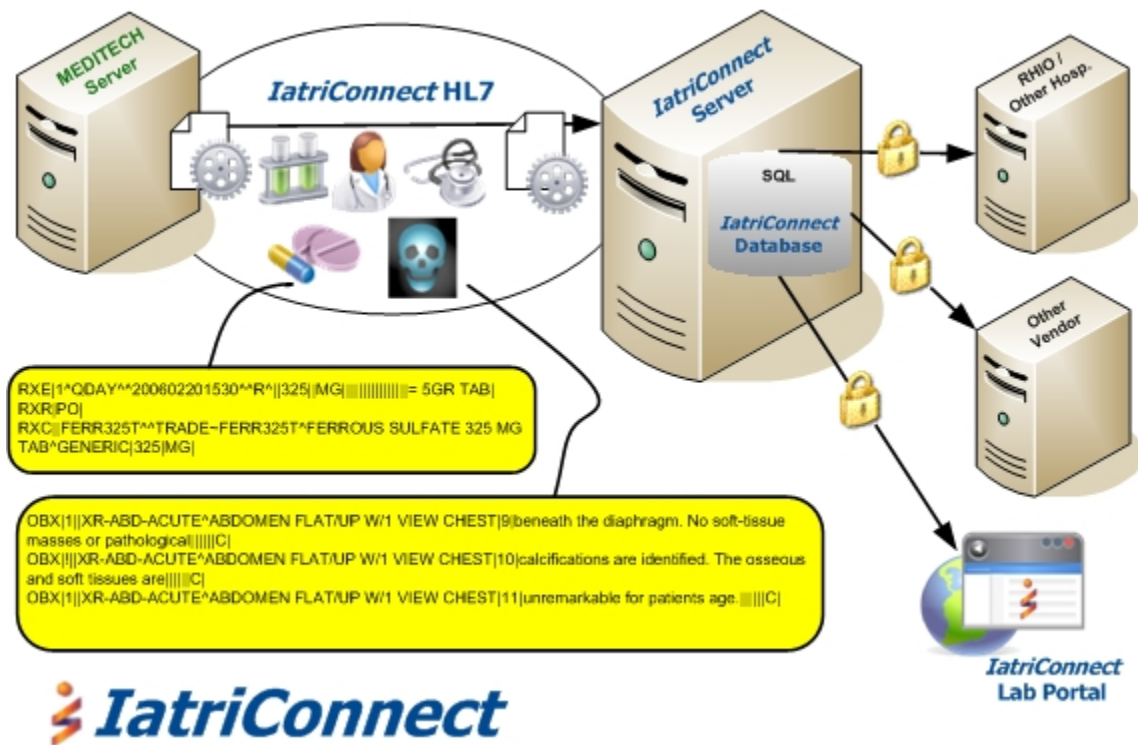 MEDITECH
Server
IatriConnect HL7
IatriConnect
Server
SQL
IatriConnect
Database
RHIO /
Other Hosp.
Other
Vendor
RXE|1^QDAY^^200602201530^^R^||325||MG|||||||||||||||= 5GR TAB|
RXR|PO|
RXC||FERR325T^^TRADE~FERR325T^FERROUS SULFATE 325 MG
TAB^GENERIC|325|MG|
OBX|1||XR-ABD-ACUTE^ABDOMEN FLAT/UP W/1 VIEW CHEST|9|beneath the diaphragm. No soft-tissue
masses or pathological||||||C|
OBX|!||XR-ABD-ACUTE^ABDOMEN FLAT/UP W/1 VIEW CHEST|10|calcifications are identified. The osseous
and soft tissues are||||||C|
OBX|1||XR-ABD-ACUTE^ABDOMEN FLAT/UP W/1 VIEW CHEST|11|unremarkable for patients age.||||||C|
IatriConnect
Lab Portal
IatriConnect